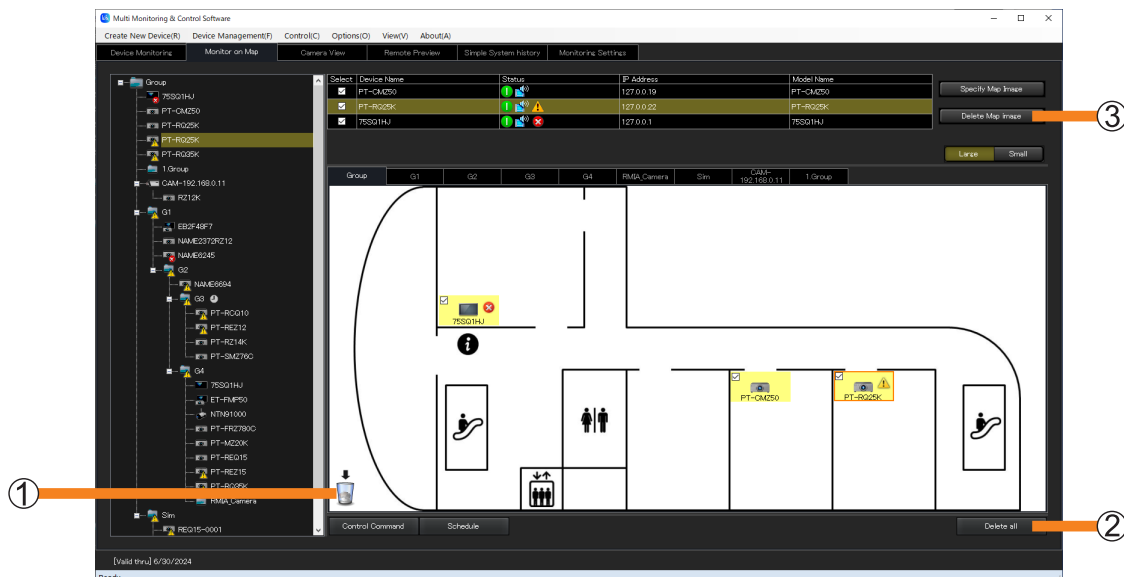 Multi Monitoring & Control Software
Create New Device(R) Device Management(F) Control(C) Options(O) View(V) About(A)
Device Monitoring Monitor on Map Camera View Remote Preview Simple System history Monitoring Settings
Group
75SQ1HJ
PT-CMZ50
PT-RQ25K
PT-RQ25K
PT-RQ35K
1.Group
CAM-192.168.0.11
RZ12K
G1
EB2F48F7
NAME2372RZ12
NAME6245
G2
NAME6694
G3
PT-RCQ10
PT-REZ12
PT-RZ14K
PT-SMZ76C
G4
75SQ1HJ
ET-FMP50
NTN91000
PT-FRZ780C
PT-MZ20K
PT-REQ15
PT-REZ15
PT-RQ35K
RMIA_Camera
Sim
REQ15-0001
Select Device Name Status IP Address Model Name
PT-CMZ50 127.0.0.19 PT-CMZ50
PT-RQ25K 127.0.0.22 PT-RQ25K
75SQ1HJ 127.0.0.1 75SQ1HJ
Specify Map Image
Delete Map Image
③
Large Small
Group G1 G2 G3 G4 RMIA_Camera Sim CAM-192.168.0.11 1.Group
75SQ1HJ
i
PT-CMZ50
PT-RQ25K
①
Control Command Schedule Delete all
②
[Valid thru] 6/30/2024
Ready